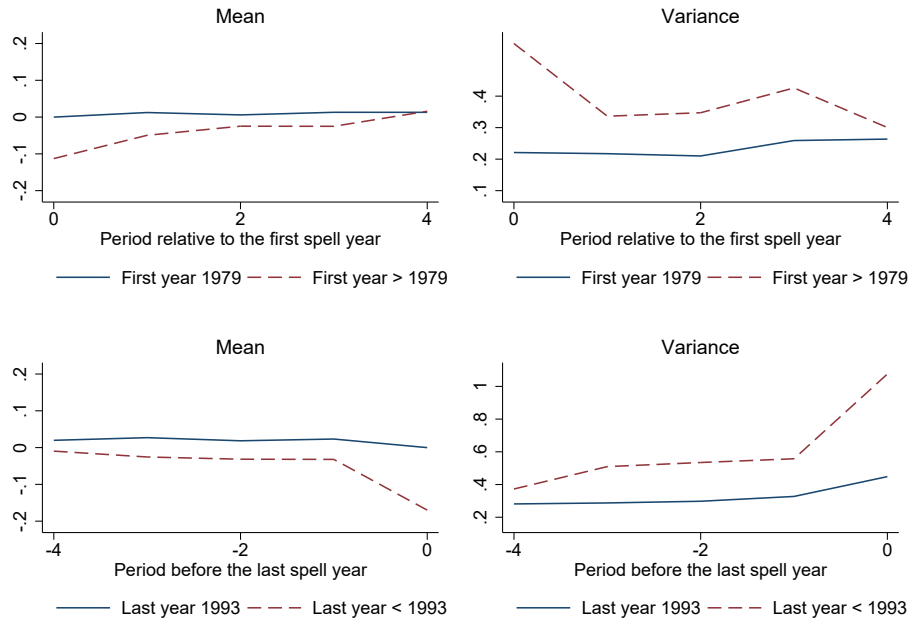 Mean
.2
.1
0
-.1
-.2
0
2
4
Period relative to the first spell year
First year 1979
First year > 1979
Variance
.4
.3
.2
.1
0
2
4
Period relative to the first spell year
First year 1979
First year > 1979
Mean
.2
.1
0
-.1
-.2
-4
-2
0
Period before the last spell year
Last year 1993
Last year < 1993
Variance
1
.8
.6
.4
.2
-4
-2
0
Period before the last spell year
Last year 1993
Last year < 1993